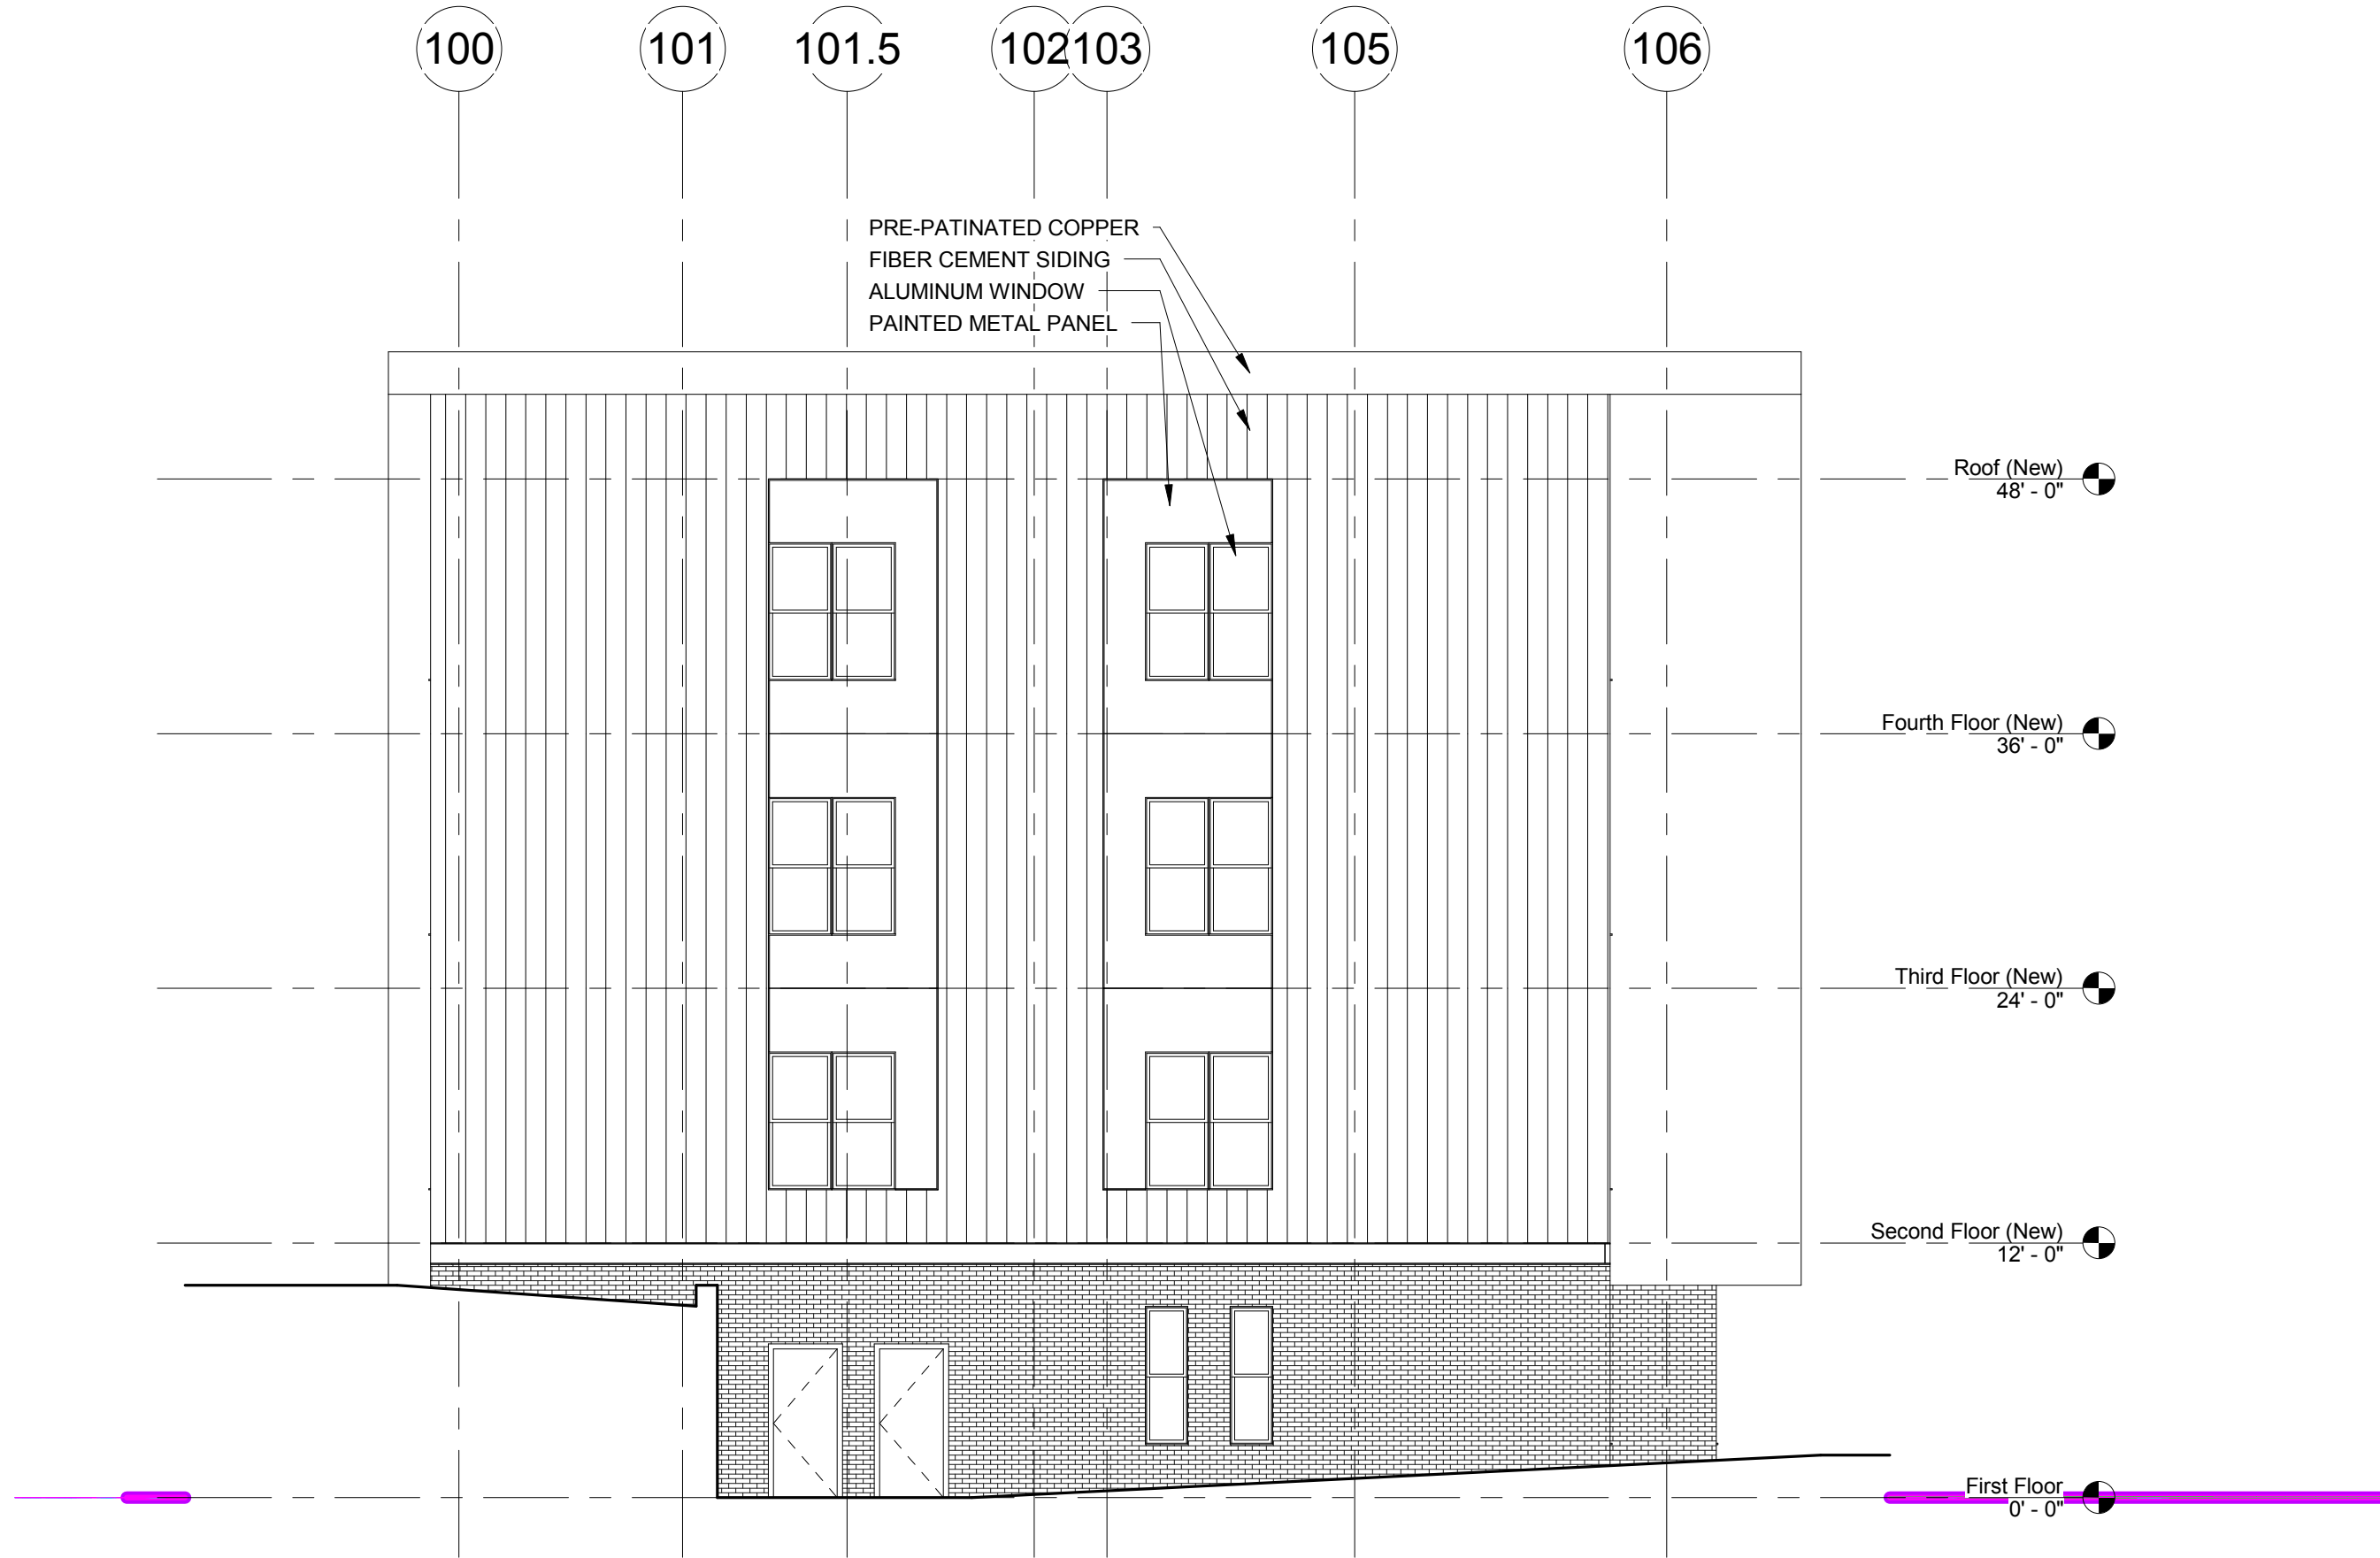 100 101 101.5 102 103 105 106
PRE-PATINATED COPPER
FIBER CEMENT SIDING
ALUMINUM WINDOW
PAINTED METAL PANEL
Roof (New)
48' - 0"
Fourth Floor (New)
36' - 0"
Third Floor (New)
24' - 0"
Second Floor (New)
12' - 0"
First Floor
0' - 0"